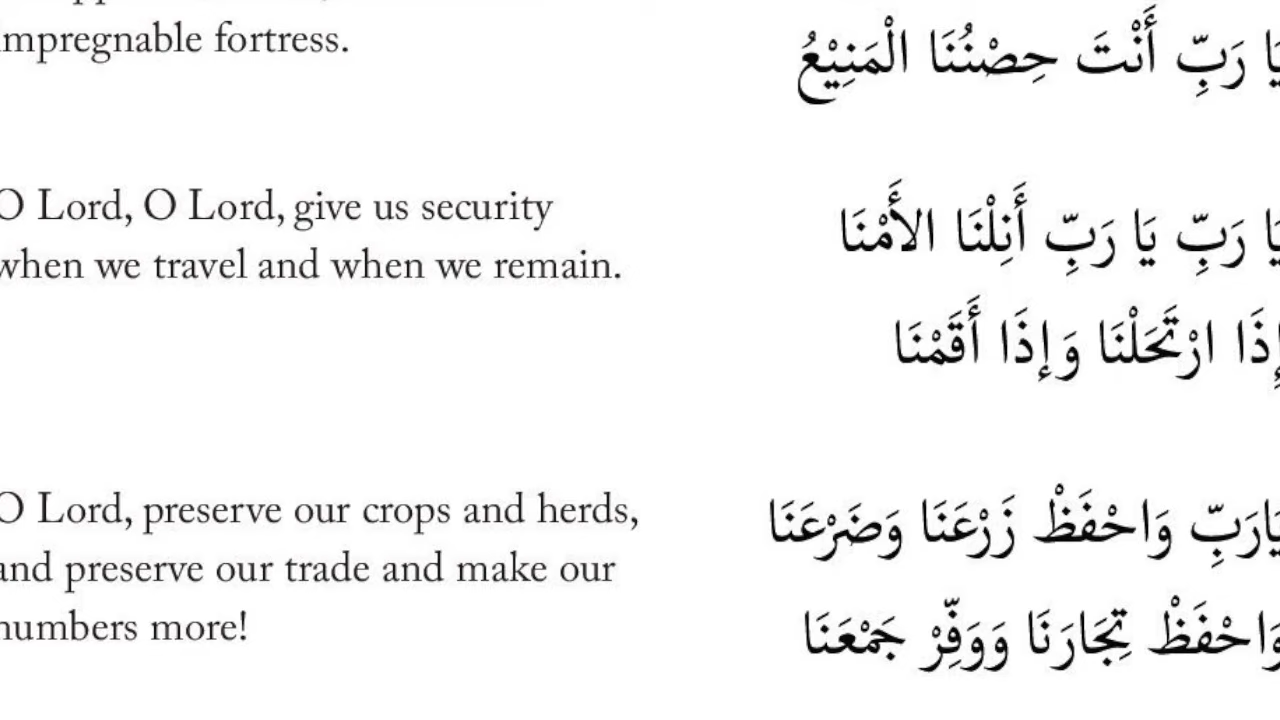 impregnable fortress.
يَا رَبِّ أَنْتَ حِصْنُنَا الْمَنِيْعُ
O Lord, O Lord, give us security
when we travel and when we remain.
يَا رَبِّ يَا رَبِّ أَنِلْنَا الأَمْنَا
إِذَا ارْتَحَلْنَا وَإِذَا أَقَمْنَا
O Lord, preserve our crops and herds,
and preserve our trade and make our
numbers more!
يَارَبِّ وَاحْفَظْ زَرْعَنَا وَضَرْعَنَا
وَاحْفَظْ تِجَارَنَا وَوَفِّرْ جَمْعَنَا